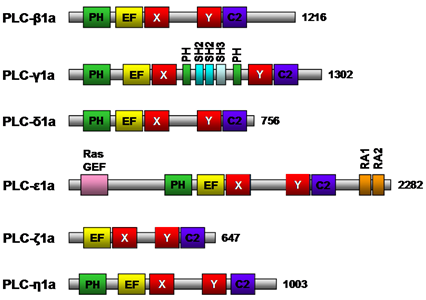 PLC-β1a PH EF X Y C2 1216
PH SH2 SH2 SH3 PH
PLC-γ1a PH EF X Y C2 1302
PLC-δ1a PH EF X Y C2 756
Ras
GEF
RA1 RA2
PLC-ε1a PH EF X Y C2 2282
PLC-ζ1a EF X Y C2 647
PLC-η1a PH EF X Y C2 1003